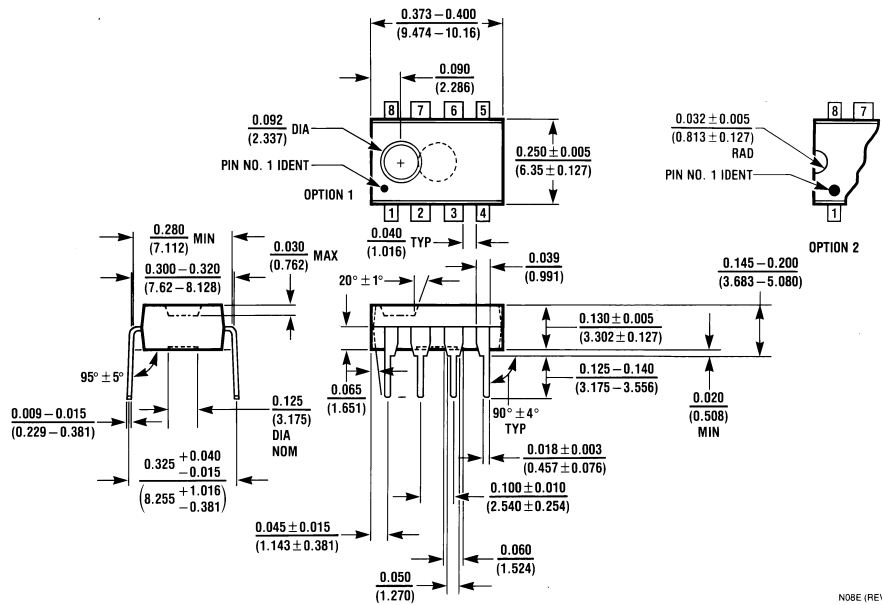 0.373 – 0.400
(9.474 – 10.16)
0.090
(2.286)
8 7 6 5
0.092
(2.337) DIA
PIN NO. 1 IDENT
OPTION 1
+
0.250 ± 0.005
(6.35 ± 0.127)
1 2 3 4
0.032 ± 0.005
(0.813 ± 0.127)
RAD
PIN NO. 1 IDENT
8 7
1
OPTION 2
0.280
(7.112) MIN
0.300 – 0.320
(7.62 – 8.128)
0.030
(0.762) MAX
0.040
(1.016) TYP
20° ± 1°
0.039
(0.991)
0.145 – 0.200
(3.683 – 5.080)
0.130 ± 0.005
(3.302 ± 0.127)
0.125 – 0.140
(3.175 – 3.556)
0.020
(0.508)
MIN
95° ± 5°
0.009 – 0.015
(0.229 – 0.381)
0.125
(3.175)
DIA
NOM
0.065
(1.651)
90° ± 4°
TYP
0.018 ± 0.003
(0.457 ± 0.076)
0.325 +0.040 −0.015
(8.255 +1.016 −0.381)
0.100 ± 0.010
(2.540 ± 0.254)
0.045 ± 0.015
(1.143 ± 0.381)
0.060
(1.524)
0.050
(1.270)
N08E (REV